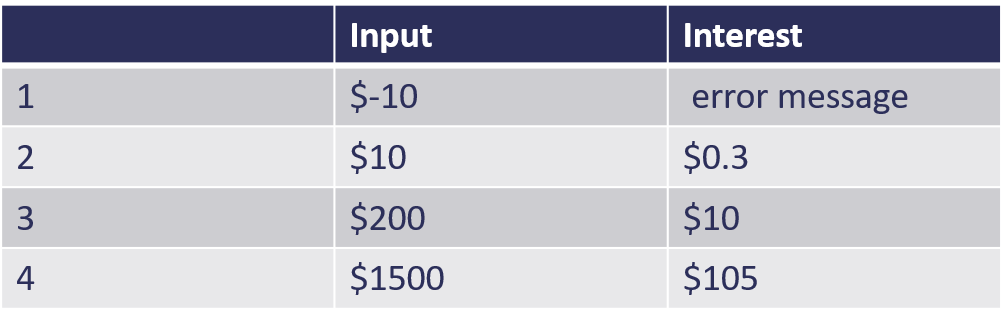 Input Interest
1 $-10 error message
2 $10 $0.3
3 $200 $10
4 $1500 $105